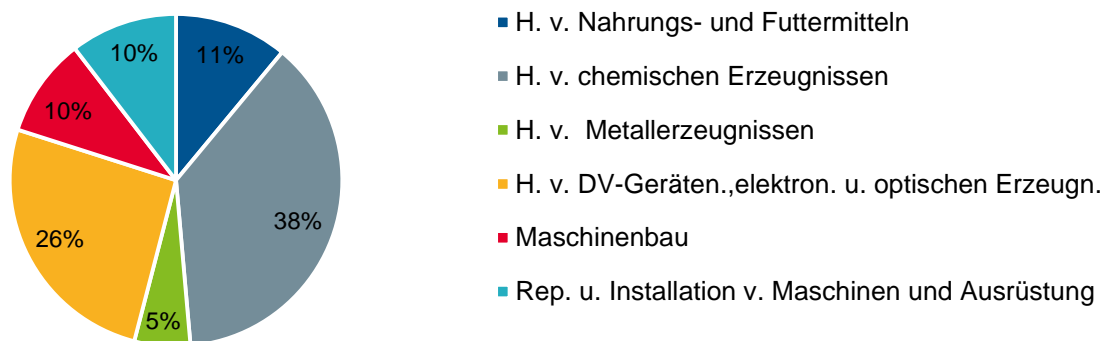 10%
11%
10%
38%
26%
5%
H. v. Nahrungs- und Futtermitteln
H. v. chemischen Erzeugnissen
H. v.  Metallerzeugnissen
H. v. DV-Geräten.,elektron. u. optischen Erzeugn.
Maschinenbau
Rep. u. Installation v. Maschinen und Ausrüstung